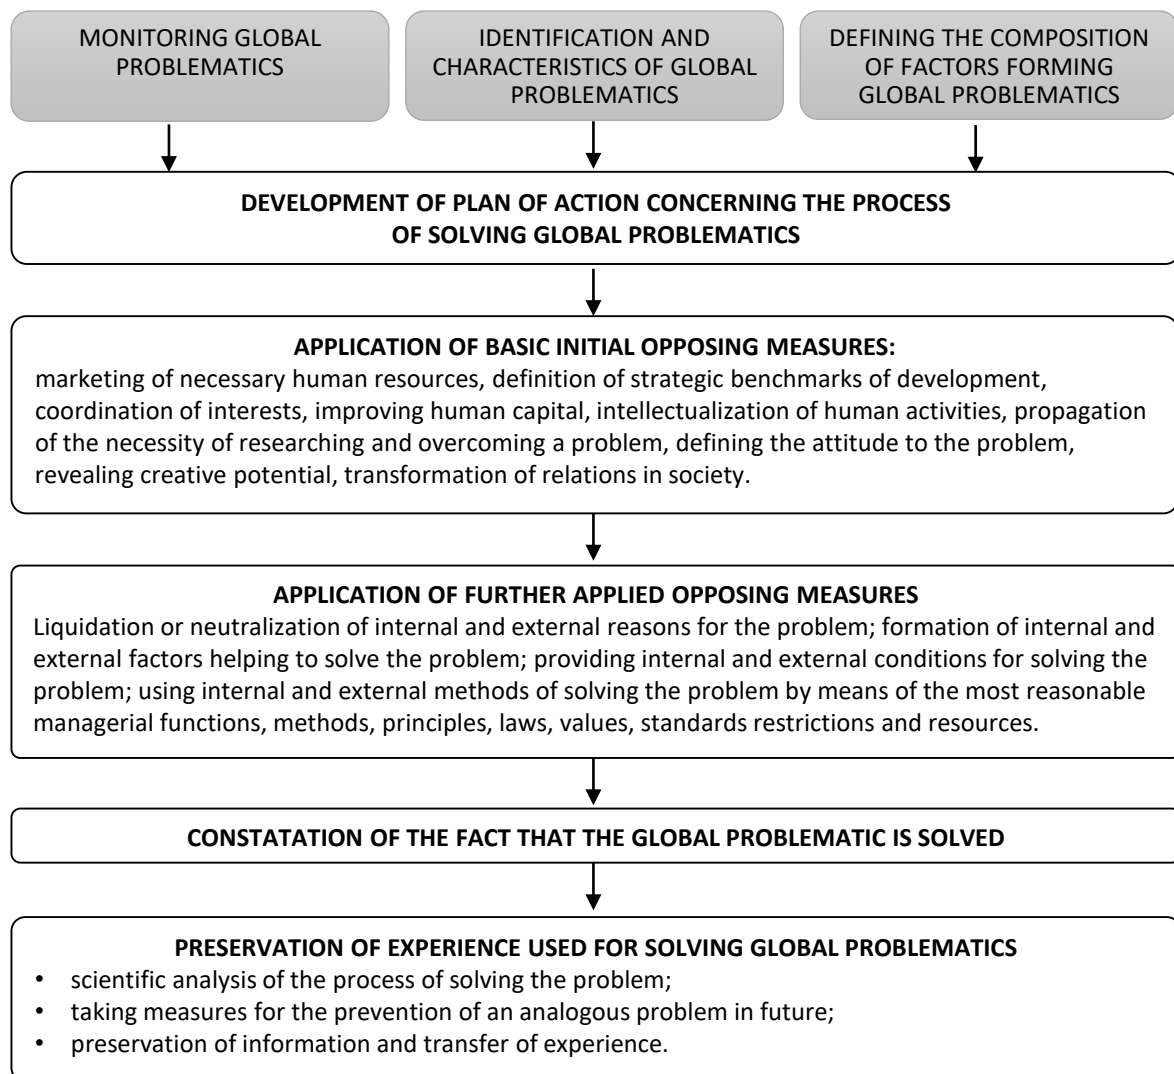 MONITORING GLOBAL
PROBLEMATICS
IDENTIFICATION AND
CHARACTERISTICS OF GLOBAL
PROBLEMATICS
DEFINING THE COMPOSITION
OF FACTORS FORMING
GLOBAL PROBLEMATICS
DEVELOPMENT OF PLAN OF ACTION CONCERNING THE PROCESS
OF SOLVING GLOBAL PROBLEMATICS
APPLICATION OF BASIC INITIAL OPPOSING MEASURES:
marketing of necessary human resources, definition of strategic benchmarks of development,
coordination of interests, improving human capital, intellectualization of human activities, propagation
of the necessity of researching and overcoming a problem, defining the attitude to the problem,
revealing creative potential, transformation of relations in society.
APPLICATION OF FURTHER APPLIED OPPOSING MEASURES
Liquidation or neutralization of internal and external reasons for the problem; formation of internal and
external factors helping to solve the problem; providing internal and external conditions for solving the
problem; using internal and external methods of solving the problem by means of the most reasonable
managerial functions, methods, principles, laws, values, standards restrictions and resources.
CONSTATATION OF THE FACT THAT THE GLOBAL PROBLEMATIC IS SOLVED
PRESERVATION OF EXPERIENCE USED FOR SOLVING GLOBAL PROBLEMATICS
• scientific analysis of the process of solving the problem;
• taking measures for the prevention of an analogous problem in future;
• preservation of information and transfer of experience.